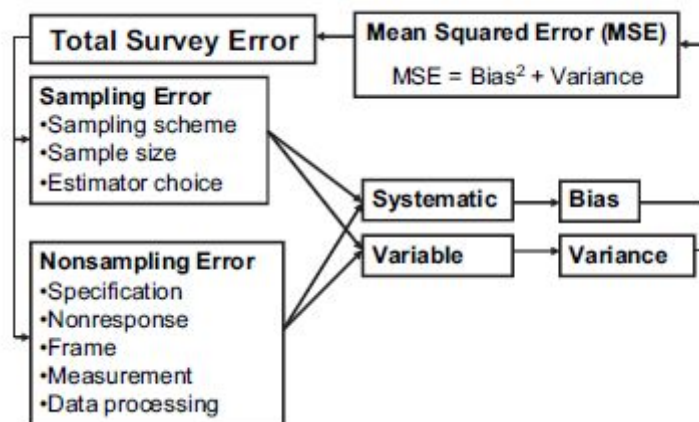 Total Survey Error
Mean Squared Error (MSE)
MSE = Bias² + Variance
Sampling Error
•Sampling scheme
•Sample size
•Estimator choice
Systematic
Bias
Variable
Variance
Nonsampling Error
•Specification
•Nonresponse
•Frame
•Measurement
•Data processing